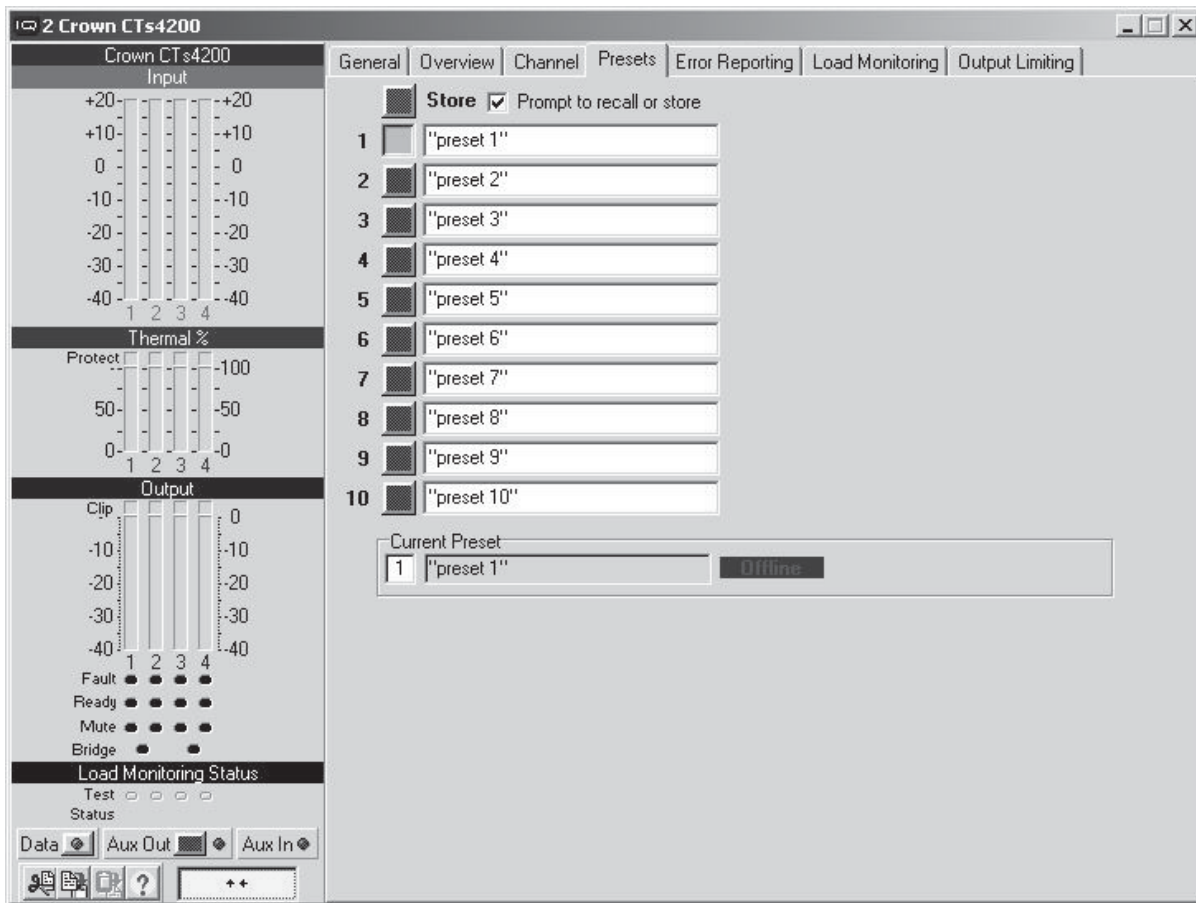 IQ 2 Crown CTs4200
Crown CTs4200
Input
+20 +20
+10 +10
0 0
-10 -10
-20 -20
-30 -30
-40 -40
1 2 3 4
Thermal %
Protect
100
50 50
0 0
1 2 3 4
Output
Clip 0
-10 -10
-20 -20
-30 -30
-40 -40
1 2 3 4
Fault
Ready
Mute
Bridge
Load Monitoring Status
Test
Status
Data Aux Out Aux In
?
General Overview Channel Presets Error Reporting Load Monitoring Output Limiting
Store Prompt to recall or store
1 "preset 1"
2 "preset 2"
3 "preset 3"
4 "preset 4"
5 "preset 5"
6 "preset 6"
7 "preset 7"
8 "preset 8"
9 "preset 9"
10 "preset 10"
Current Preset
1 "preset 1" Offline